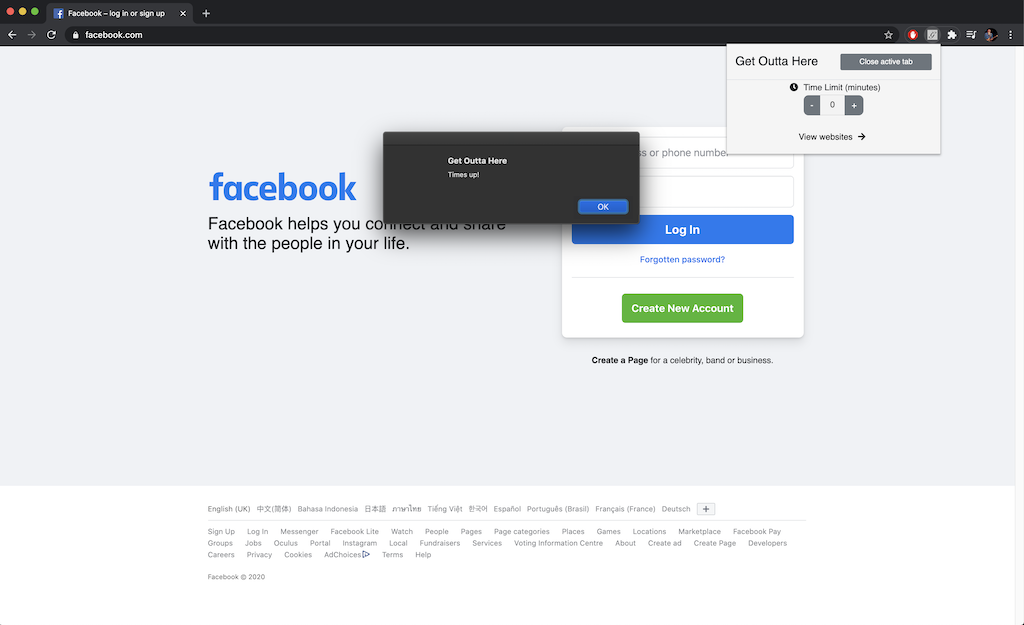 Facebook – log in or sign up
facebook.com
Get Outta Here
Close active tab
Time Limit (minutes)
- 0 +
View websites →
Get Outta Here
Times up!
OK
facebook
Facebook helps you connect and share
with the people in your life.
or phone number
Log In
Forgotten password?
Create New Account
Create a Page for a celebrity, band or business.
English (UK) 中文(简体) Bahasa Indonesia 日本語 ภาษาไทย Tiếng Việt 한국어 Español Português (Brasil) Français (France) Deutsch +
Sign Up Log In Messenger Facebook Lite Watch People Pages Page categories Places Games Locations Marketplace Facebook Pay
Groups Jobs Oculus Portal Instagram Local Fundraisers Services Voting Information Centre About Create ad Create Page Developers
Careers Privacy Cookies AdChoices Terms Help
Facebook © 2020